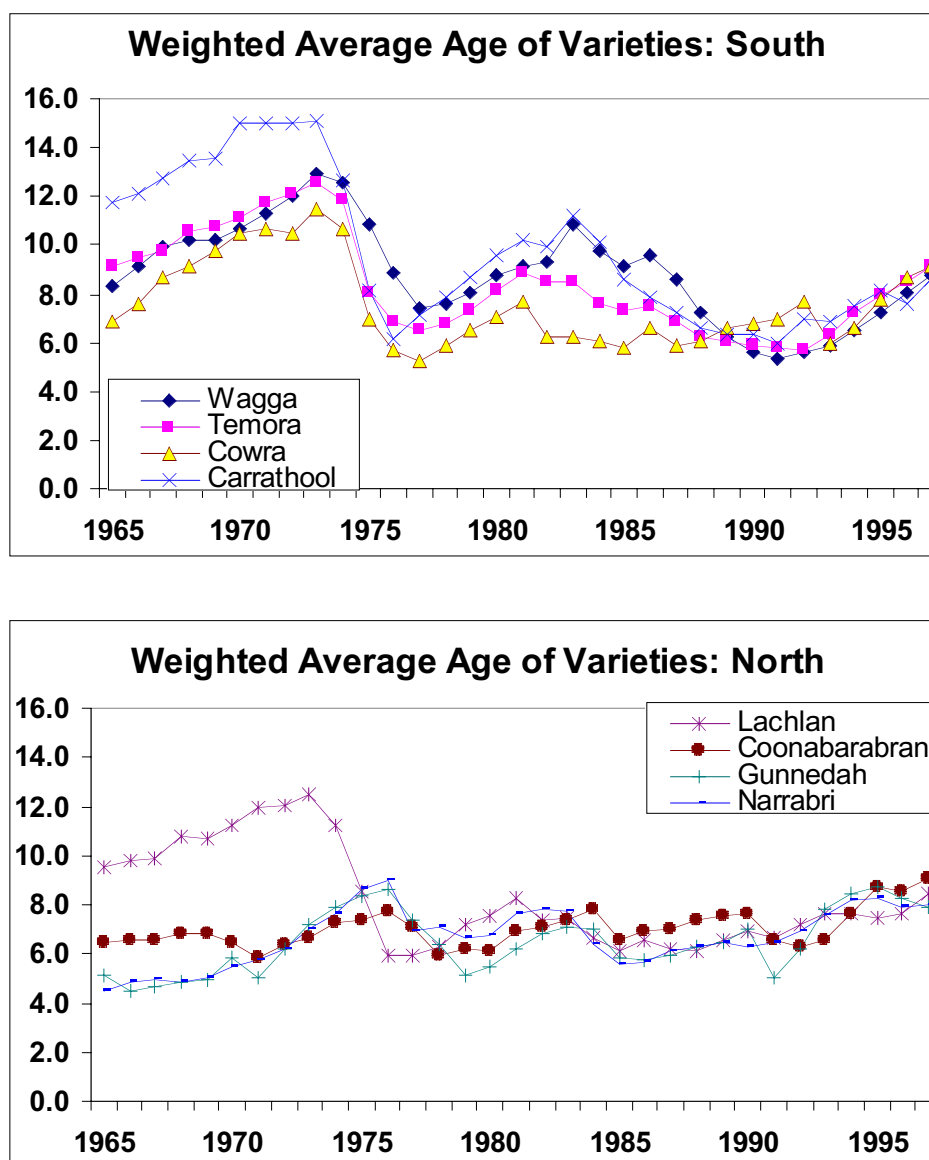 Weighted Average Age of Varieties: South
16.0
14.0
12.0
10.0
8.0
6.0
4.0
2.0
0.0
Wagga
Temora
Cowra
Carrathool
1965 1970 1975 1980 1985 1990 1995
Weighted Average Age of Varieties: North
16.0
14.0
12.0
10.0
8.0
6.0
4.0
2.0
0.0
Lachlan
Coonabarabran
Gunnedah
Narrabri
1965 1970 1975 1980 1985 1990 1995